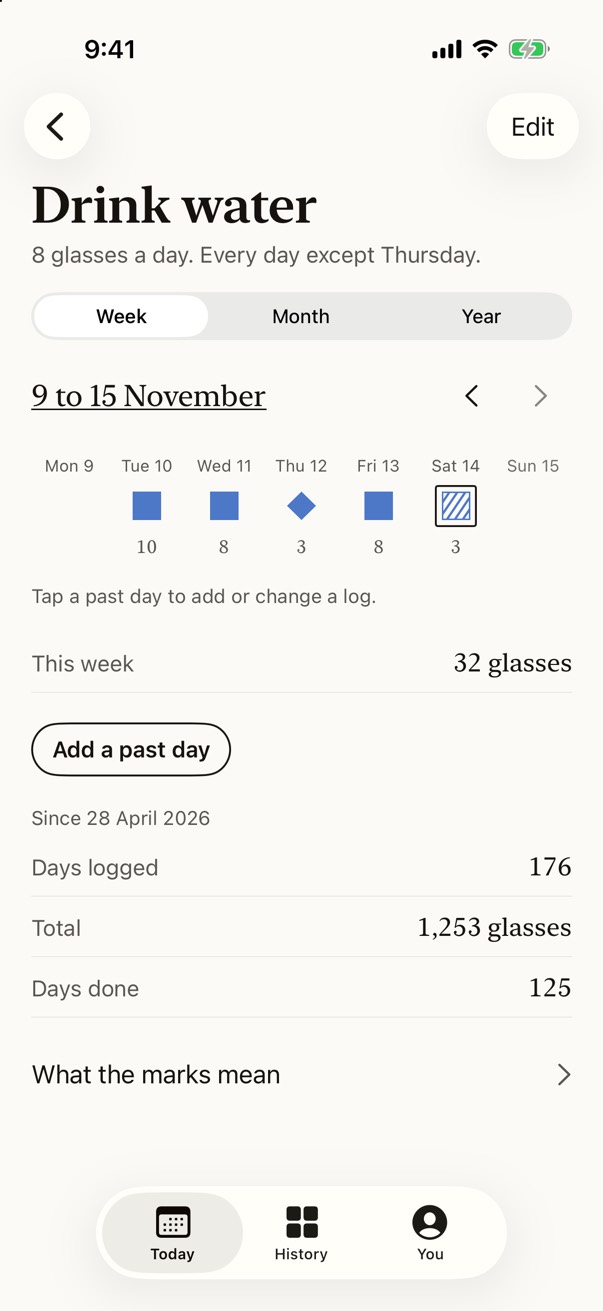 9:41
Edit
Drink water
8 glasses a day. Every day except Thursday.
Week Month Year
9 to 15 November
Mon 9 Tue 10 Wed 11 Thu 12 Fri 13 Sat 14 Sun 15
10 8 3 8 3
Tap a past day to add or change a log.
This week 32 glasses
Add a past day
Since 28 April 2026
Days logged 176
Total 1,253 glasses
Days done 125
What the marks mean
Today History You